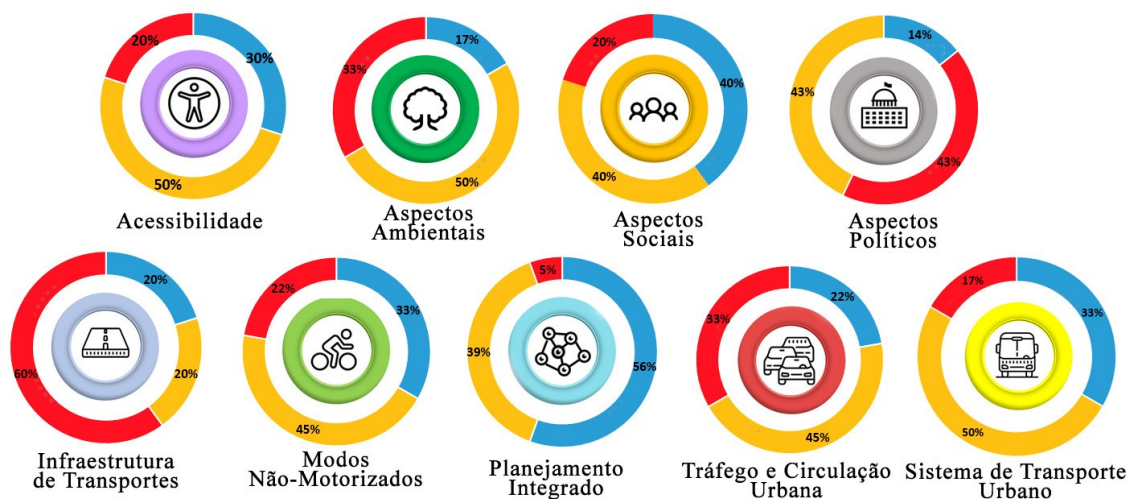 20%
30%
50%
Acessibilidade
17%
33%
50%
Aspectos
Ambientais
20%
40%
40%
Aspectos
Sociais
14%
43%
43%
Aspectos
Políticos
20%
60%
20%
Infraestrutura
de Transportes
22%
33%
45%
Modos
Não-Motorizados
5%
39%
56%
Planejamento
Integrado
22%
33%
45%
Tráfego e Circulação
Urbana
17%
33%
50%
Sistema de Transporte
Urbano